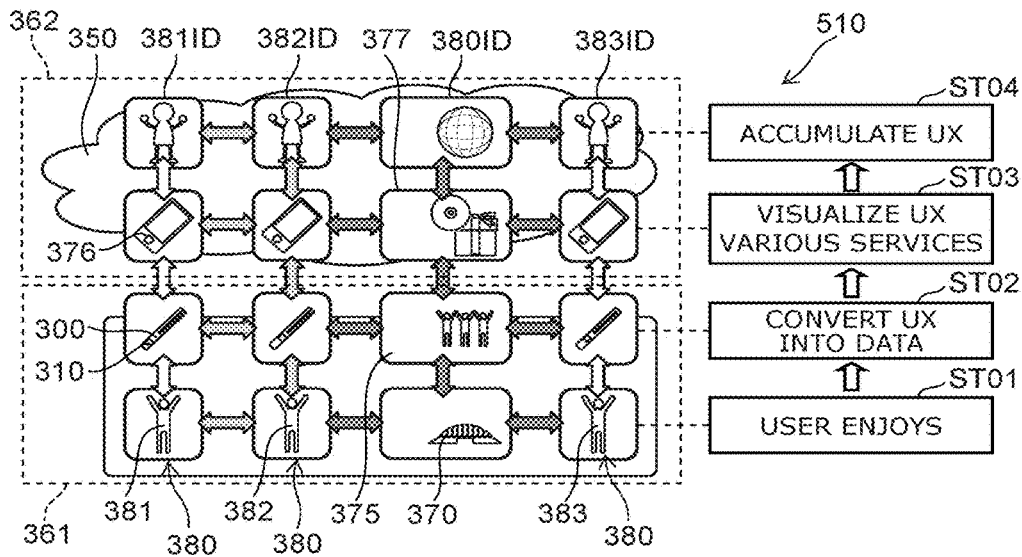 362
350
381ID
382ID
377
380ID
383ID
510
ST04
ACCUMULATE UX
ST03
VISUALIZE UX
VARIOUS SERVICES
376
ST02
CONVERT UX
INTO DATA
300
310
ST01
USER ENJOYS
361
381
380
382
380
375
370
383
380